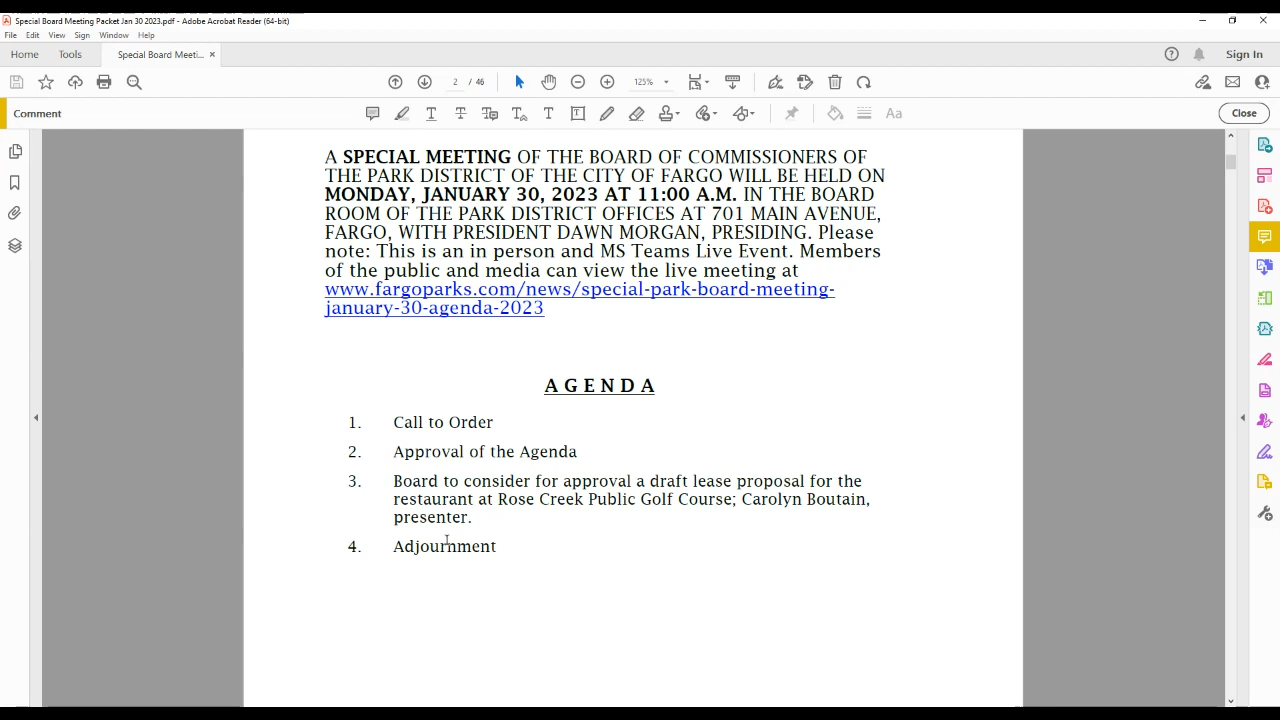 Special Board Meeting Packet Jan 30 2023.pdf - Adobe Acrobat Reader (64-bit)
File Edit View Sign Window Help
Home Tools Special Board Meeti... × Sign In
2 / 46 125%
Comment Close
A SPECIAL MEETING OF THE BOARD OF COMMISSIONERS OF
THE PARK DISTRICT OF THE CITY OF FARGO WILL BE HELD ON
MONDAY, JANUARY 30, 2023 AT 11:00 A.M. IN THE BOARD
ROOM OF THE PARK DISTRICT OFFICES AT 701 MAIN AVENUE,
FARGO, WITH PRESIDENT DAWN MORGAN, PRESIDING. Please
note: This is an in person and MS Teams Live Event. Members
of the public and media can view the live meeting at
www.fargoparks.com/news/special-park-board-meeting-
january-30-agenda-2023
A G E N D A
1. Call to Order
2. Approval of the Agenda
3. Board to consider for approval a draft lease proposal for the
restaurant at Rose Creek Public Golf Course; Carolyn Boutain,
presenter.
4. Adjournment